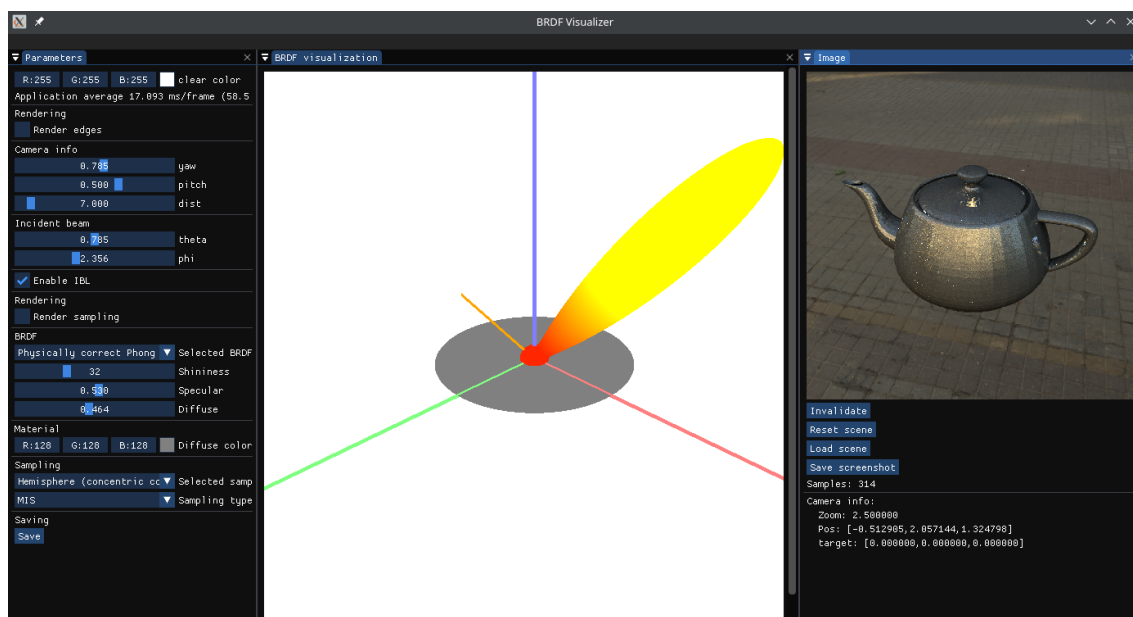 BRDF Visualizer
Parameters
R:255 G:255 B:255 clear color
Application average 17.093 ms/frame (58.5
Rendering
Render edges
Camera info
0.785 yaw
0.500 pitch
7.000 dist
Incident beam
0.785 theta
2.356 phi
Enable IBL
Rendering
Render sampling
BRDF
Physically correct Phong Selected BRDF
32 Shininess
0.530 Specular
0.464 Diffuse
Material
R:128 G:128 B:128 Diffuse color
Sampling
Hemisphere (concentric cc Selected samp
MIS Sampling type
Saving
Save
BRDF visualization
Image
Invalidate
Reset scene
Load scene
Save screenshot
Samples: 314
Camera info:
Zoom: 2.500000
Pos: [-0.512905,2.057144,1.324798]
target: [0.000000,0.000000,0.000000]